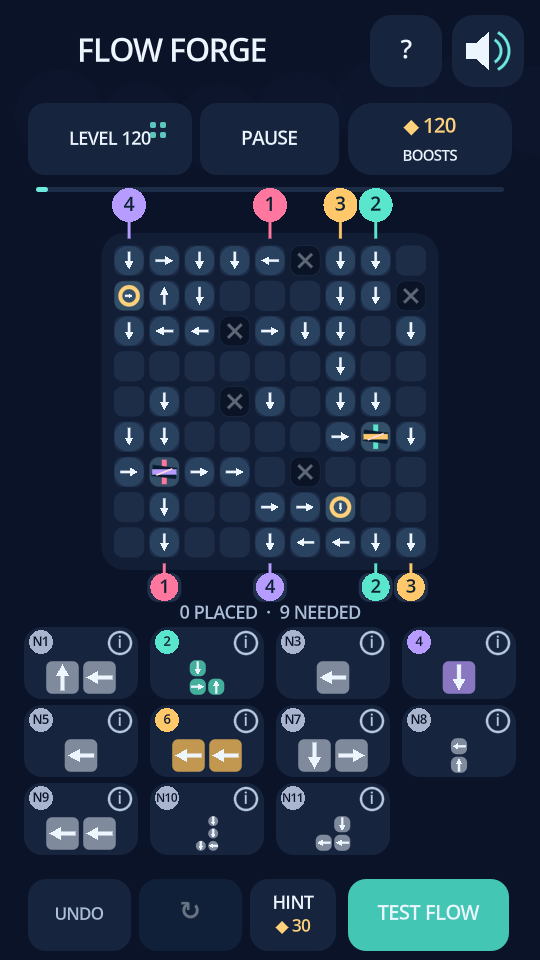 FLOW FORGE
?
LEVEL 120
PAUSE
◆ 120
BOOSTS
4 1 3 2
1 4 2 3
0 PLACED · 9 NEEDED
N1 i 2 i N3 i 4 i
N5 i 6 i N7 i N8 i
N9 i N10 i N11 i
UNDO
↻
HINT
◆ 30
TEST FLOW